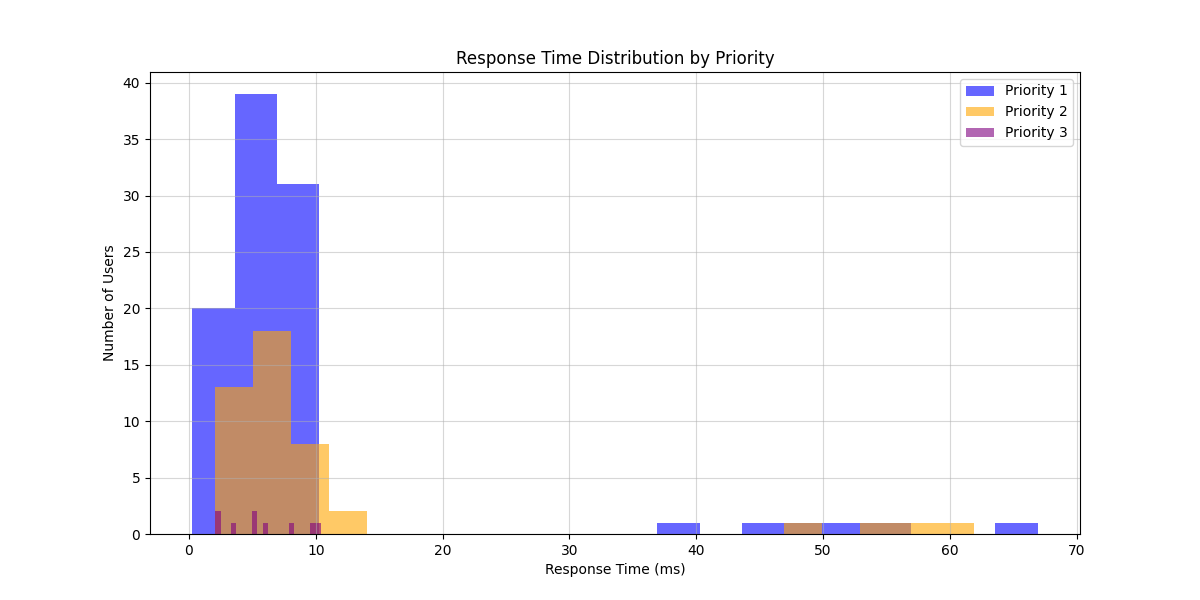 Response Time Distribution by Priority
Priority 1
Priority 2
Priority 3
Number of Users
40
35
30
25
20
15
10
5
0
0 10 20 30 40 50 60 70
Response Time (ms)